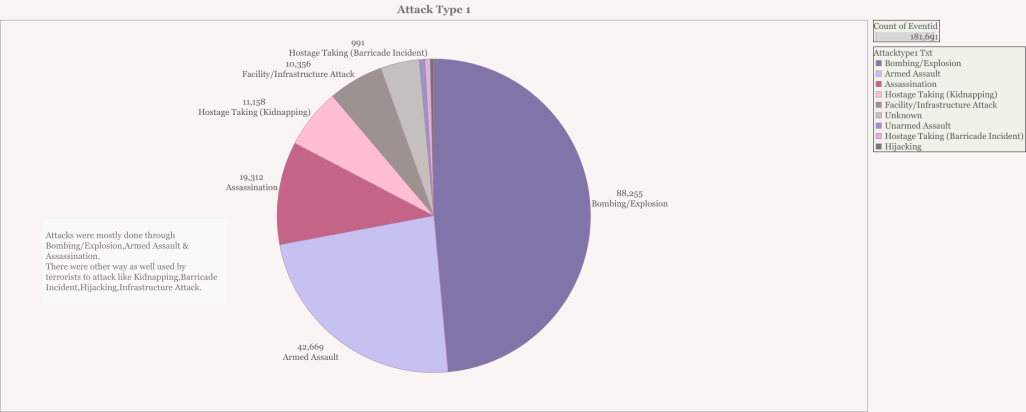 Attack Type 1
991
Hostage Taking (Barricade Incident)
10,356
Facility/Infrastructure Attack
11,158
Hostage Taking (Kidnapping)
19,312
Assassination
88,255
Bombing/Explosion
42,669
Armed Assault
Attacks were mostly done through
Bombing/Explosion,Armed Assault &
Assassination.
There were other way as well used by
terrorists to attack like Kidnapping,Barricade
Incident,Hijacking,Infrastructure Attack.
Count of Eventid
181,691
Attacktype1 Txt
Bombing/Explosion
Armed Assault
Assassination
Hostage Taking (Kidnapping)
Facility/Infrastructure Attack
Unknown
Unarmed Assault
Hostage Taking (Barricade Incident)
Hijacking